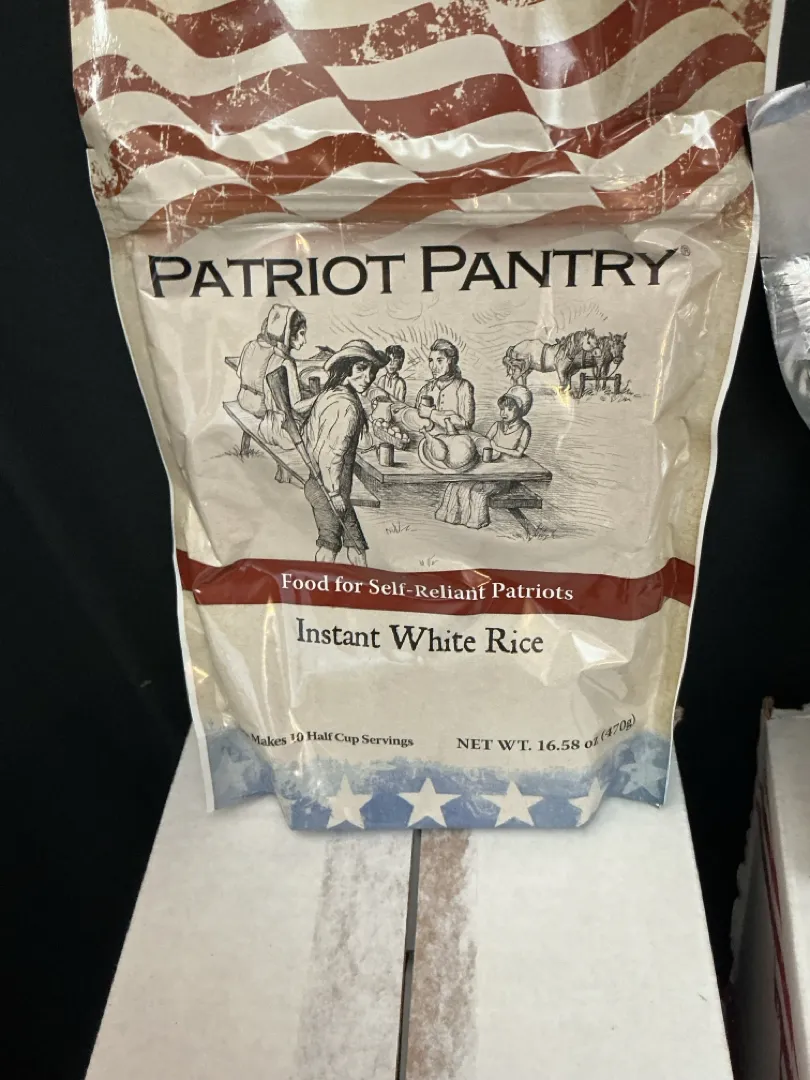 PATRIOT PANTRY®
Food for Self-Reliant Patriots
Instant White Rice
Makes 10 Half Cup Servings
NET WT. 16.58 oz (470g)